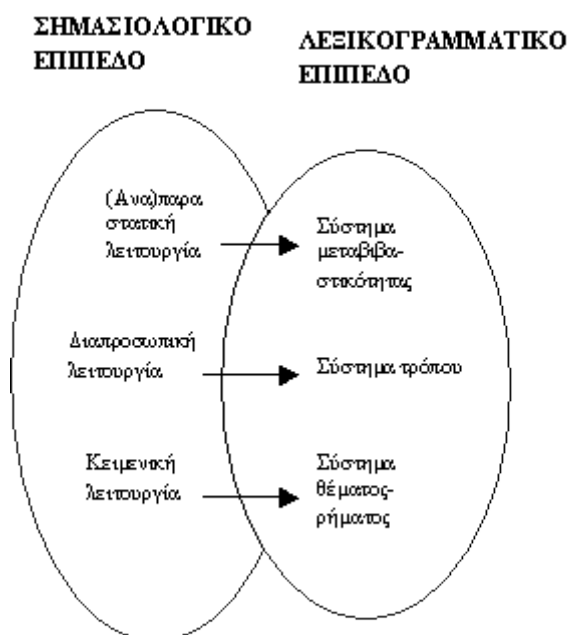 ΣΗΜΑΣΙΟΛΟΓΙΚΟ
ΕΠΙΠΕΔΟ
ΛΕΞΙΚΟΓΡΑΜΜΑΤΙΚΟ
ΕΠΙΠΕΔΟ
(Ανα)παρα
στατική
λειτουργία
Σύστημα
μεταβιβα-
στικότητας
Διαπροσωπική
λειτουργία
Σύστημα τρόπου
Κειμενική
λειτουργία
Σύστημα
θέματος-
ρήματος